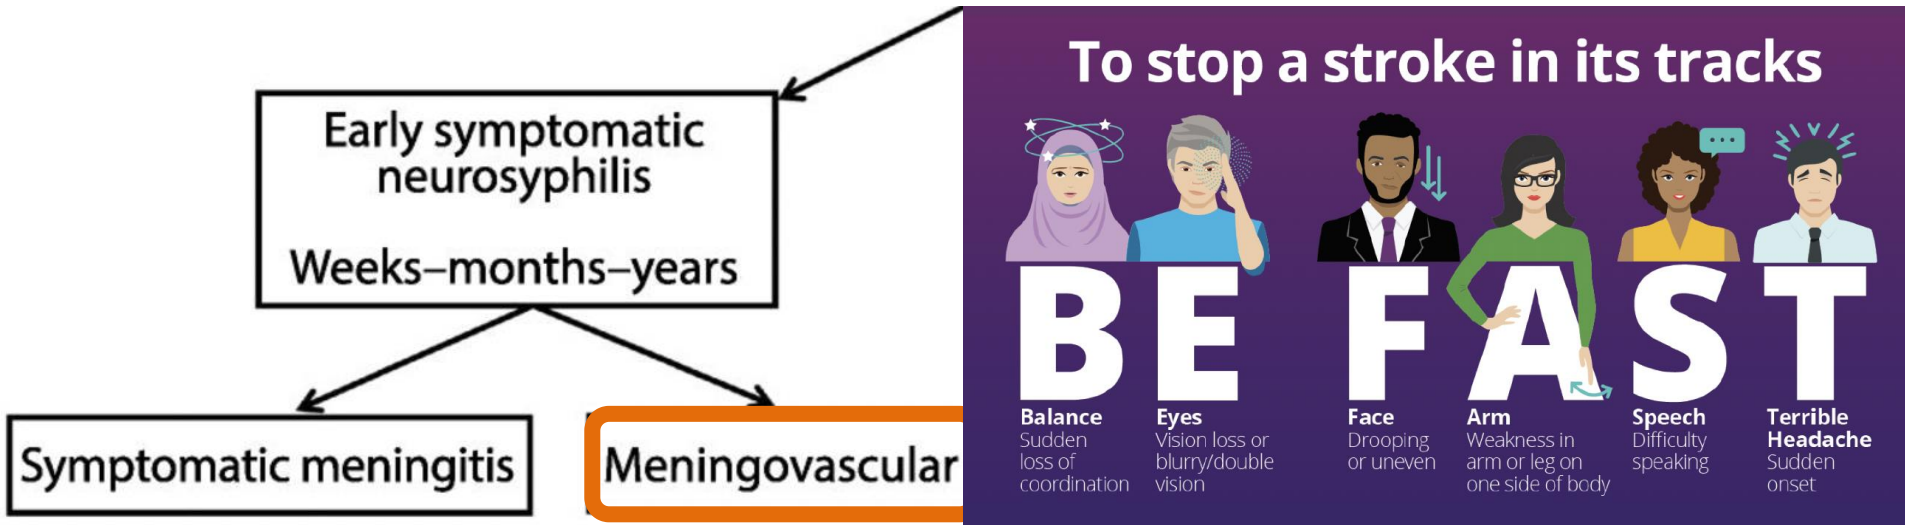 Early symptomatic
neurosyphilis
Weeks–months–years
Symptomatic meningitis
Meningovascular
To stop a stroke in its tracks
BE FAST
Balance
Sudden
loss of
coordination
Eyes
Vision loss or
blurry/double
vision
Face
Drooping
or uneven
Arm
Weakness in
arm or leg on
one side of body
Speech
Difficulty
speaking
Terrible
Headache
Sudden
onset